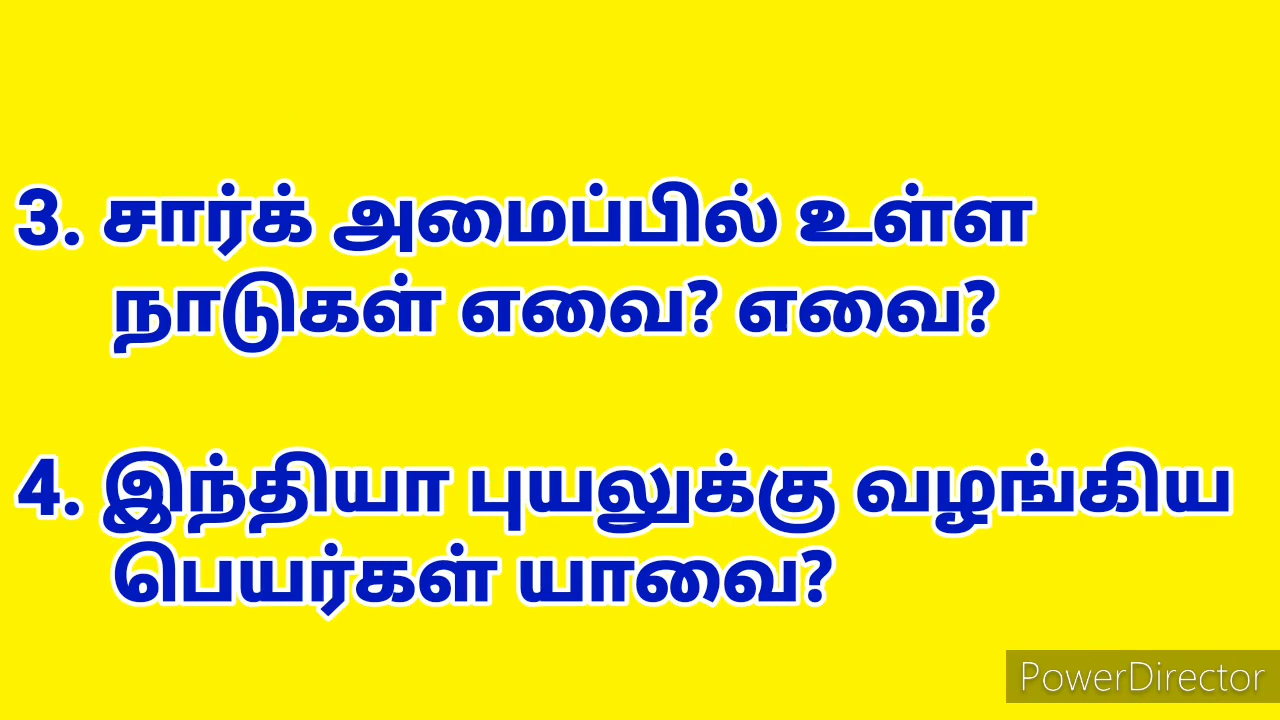 3. சார்க் அமைப்பில் உள்ள
நாடுகள் எவை? எவை?
4. இந்தியா புயலுக்கு வழங்கிய
பெயர்கள் யாவை?
PowerDirector